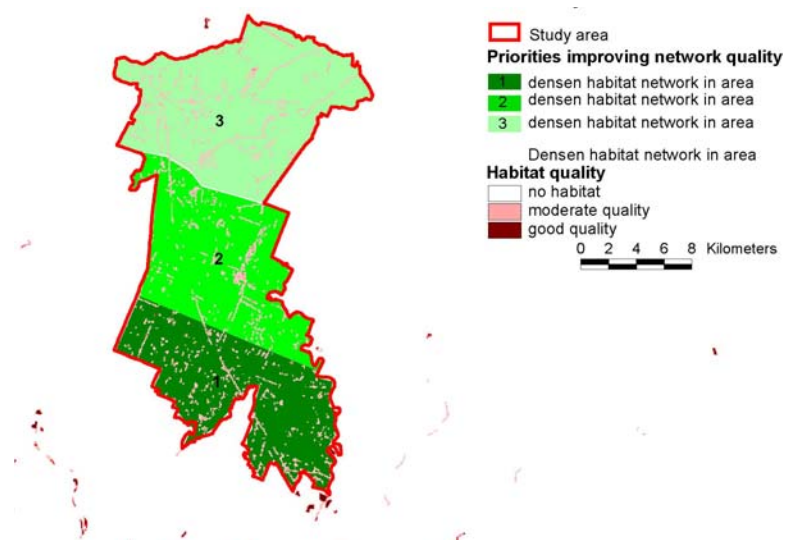 Study area
Priorities improving network quality
1 densen habitat network in area
2 densen habitat network in area
3 densen habitat network in area
Densen habitat network in area
Habitat quality
no habitat
moderate quality
good quality
0 2 4 6 8 Kilometers
3
2
1